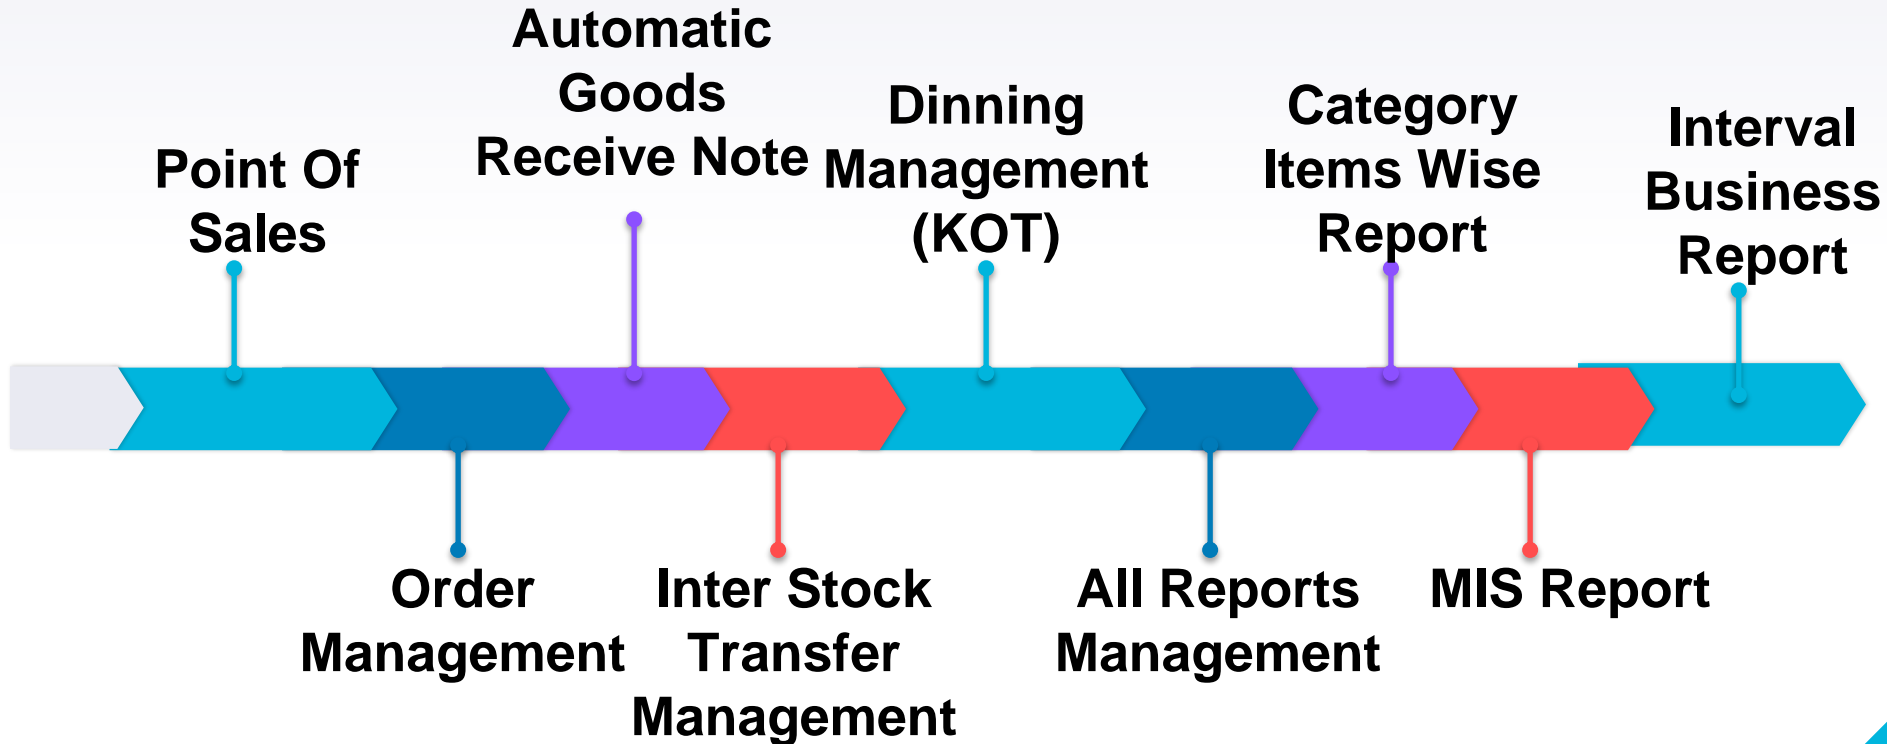 Point Of
Sales
Automatic
Goods
Receive Note
Dinning
Management
(KOT)
Category
Items Wise
Report
Interval
Business
Report
Order
Management
Inter Stock
Transfer
Management
All Reports
Management
MIS Report